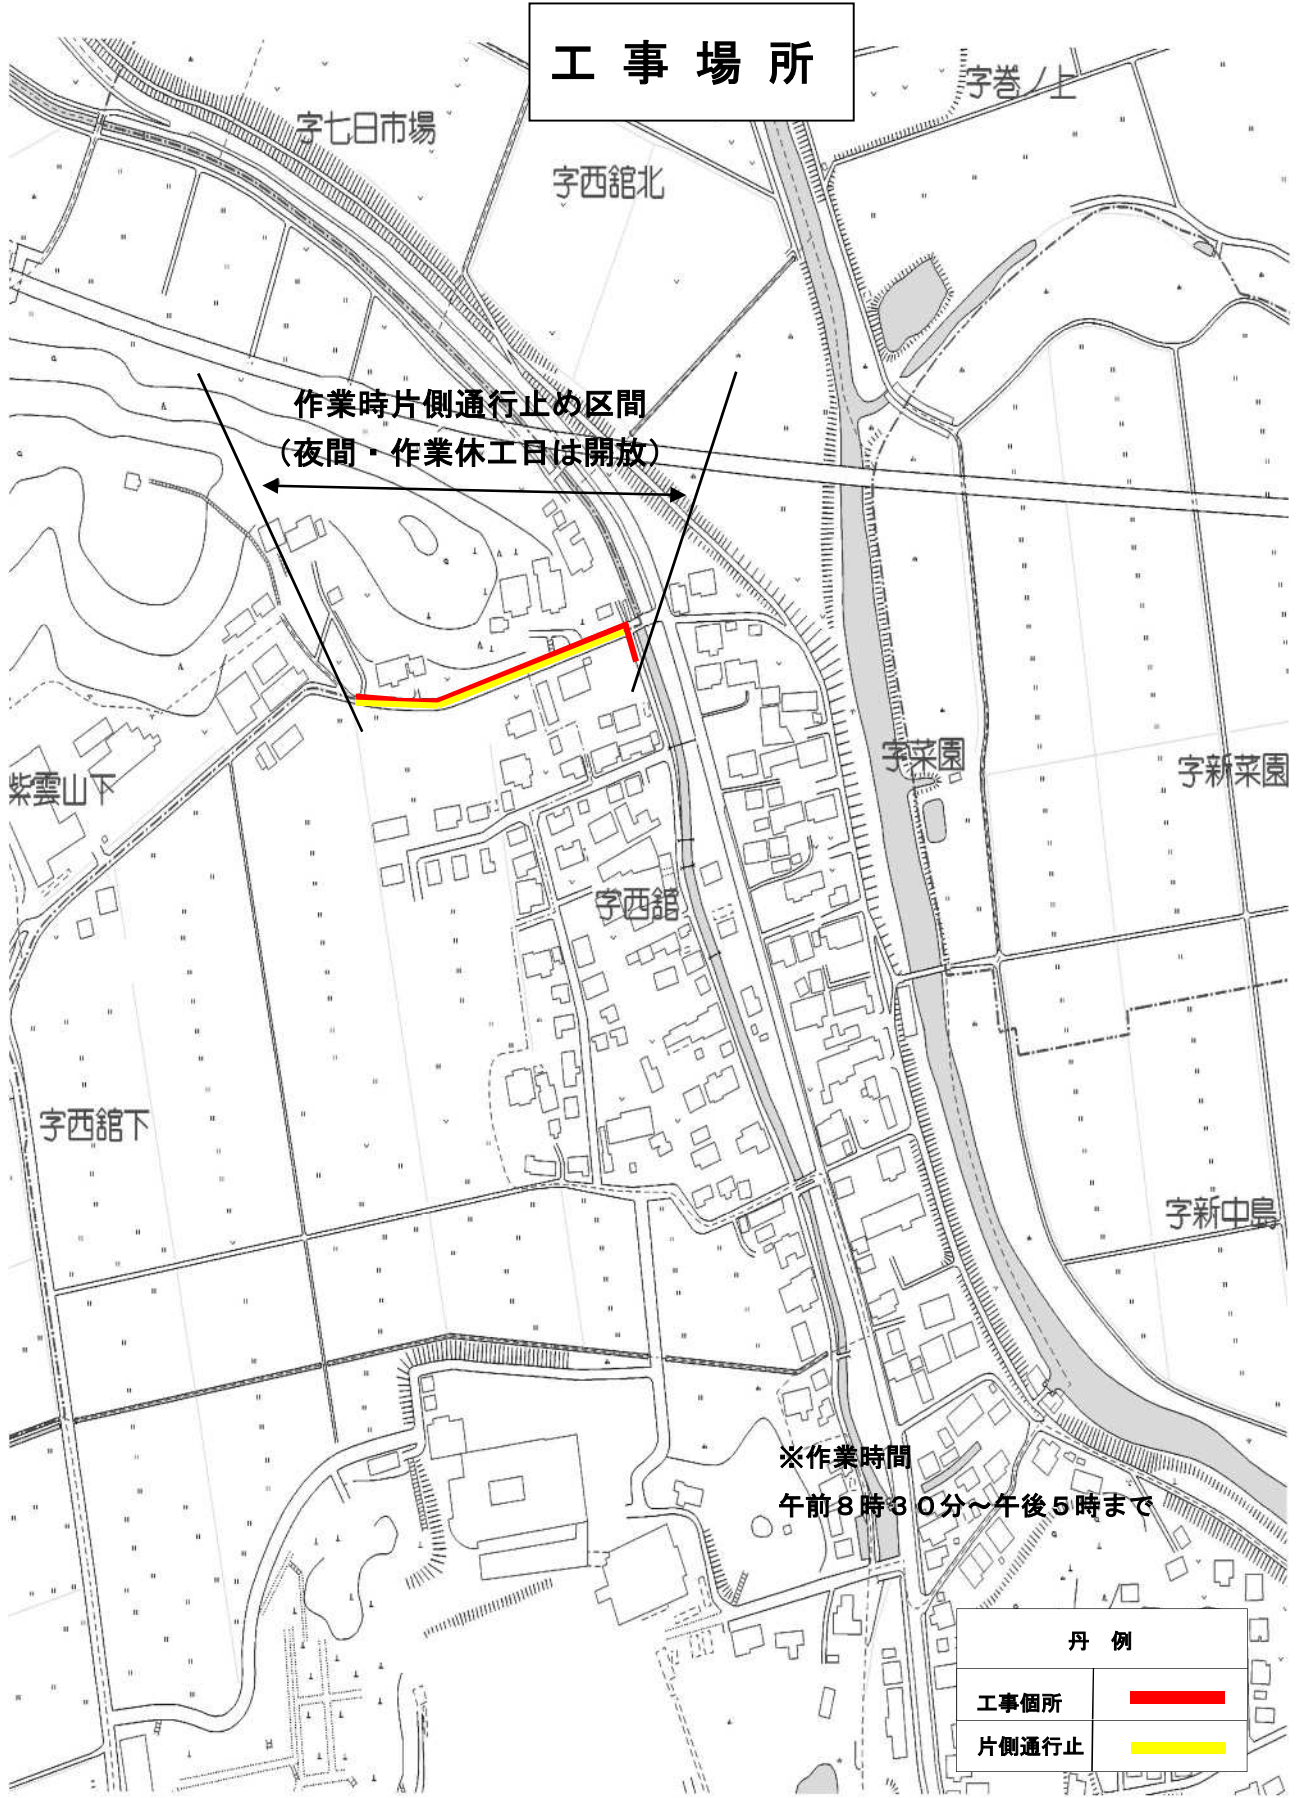 工事場所
字巻ノ上
字七日市場
字西舘北
作業時片側通行止め区間
（夜間・作業休工日は開放）
字菜園
字新菜園
紫雲山下
字西舘
字西舘下
字新中島
※作業時間
午前８時３０分～午後５時まで
丹 例
工事個所
片側通行止